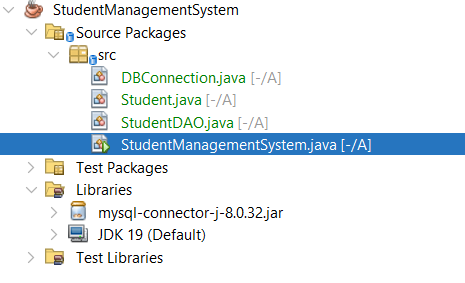 StudentManagementSystem
Source Packages
src
DBConnection.java [-/A]
Student.java [-/A]
StudentDAO.java [-/A]
StudentManagementSystem.java [-/A]
Test Packages
Libraries
mysql-connector-j-8.0.32.jar
JDK 19 (Default)
Test Libraries